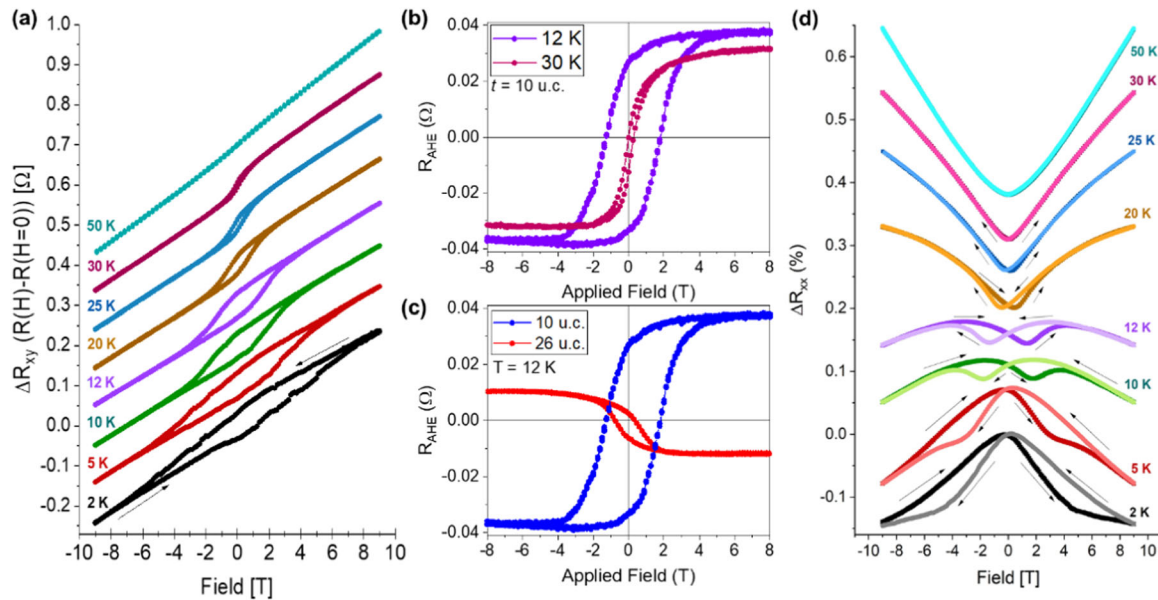 (a)
ΔR_xy (R(H)-R(H=0)) [Ω]
1.0
0.9
0.8
0.7
0.6
0.5
0.4
0.3
0.2
0.1
0.0
-0.1
-0.2
50 K
30 K
25 K
20 K
12 K
10 K
5 K
2 K
-10 -8 -6 -4 -2 0 2 4 6 8 10
Field [T]
(b)
R_AHE (Ω)
0.04
0.02
0.00
-0.02
-0.04
12 K
30 K
t = 10 u.c.
-8 -6 -4 -2 0 2 4 6 8
Applied Field (T)
(c)
R_AHE (Ω)
0.04
0.02
0.00
-0.02
-0.04
10 u.c.
26 u.c.
T = 12 K
-8 -6 -4 -2 0 2 4 6 8
Applied Field (T)
(d)
ΔR_xx (%)
0.6
0.5
0.4
0.3
0.2
0.1
0.0
-0.1
50 K
30 K
25 K
20 K
12 K
10 K
5 K
2 K
-10 -8 -6 -4 -2 0 2 4 6 8 10
Field [T]